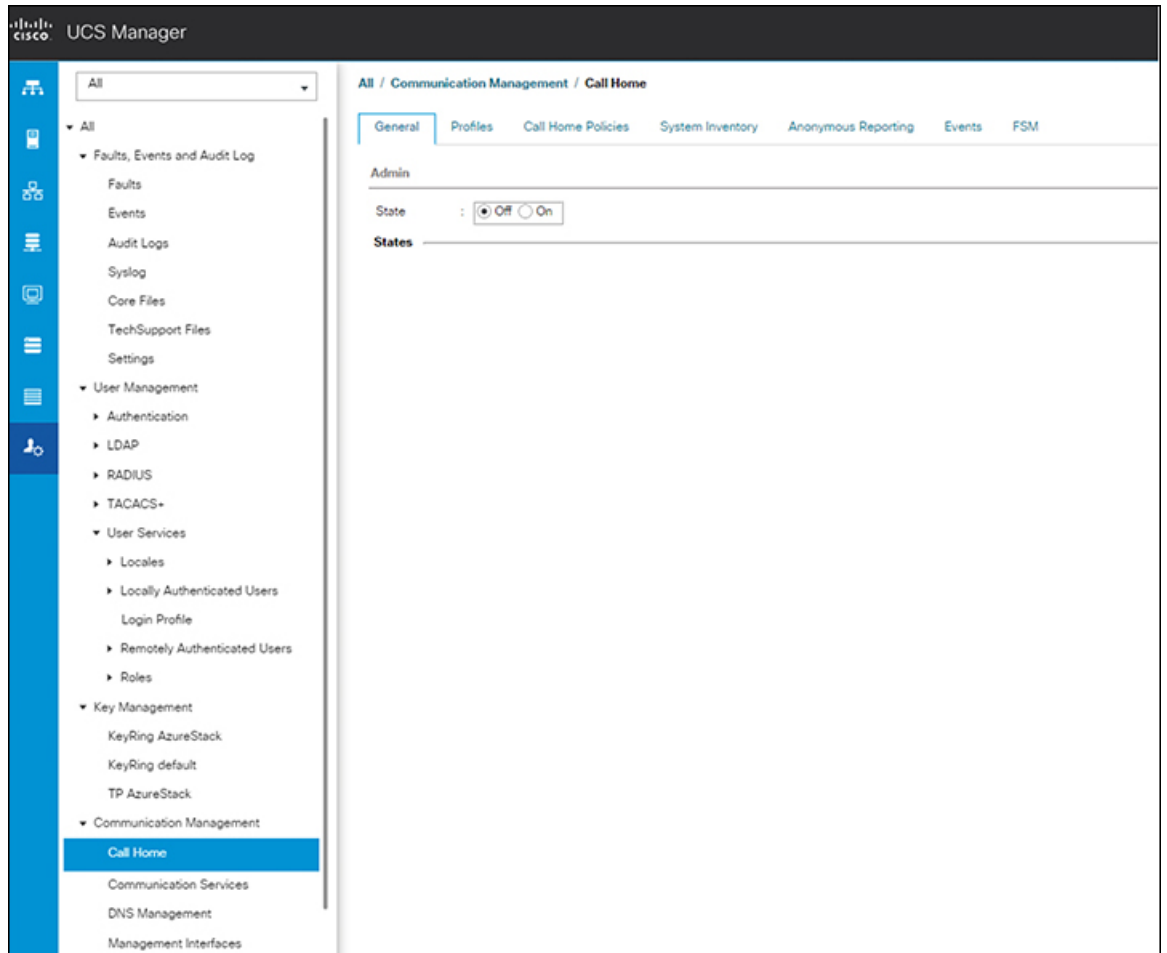 cisco. UCS Manager
All
All
Faults, Events and Audit Log
Faults
Events
Audit Logs
Syslog
Core Files
TechSupport Files
Settings
User Management
Authentication
LDAP
RADIUS
TACACS+
User Services
Locales
Locally Authenticated Users
Login Profile
Remotely Authenticated Users
Roles
Key Management
KeyRing AzureStack
KeyRing default
TP AzureStack
Communication Management
Call Home
Communication Services
DNS Management
Management Interfaces
All / Communication Management / Call Home
General Profiles Call Home Policies System Inventory Anonymous Reporting Events FSM
Admin
State : Off On
States